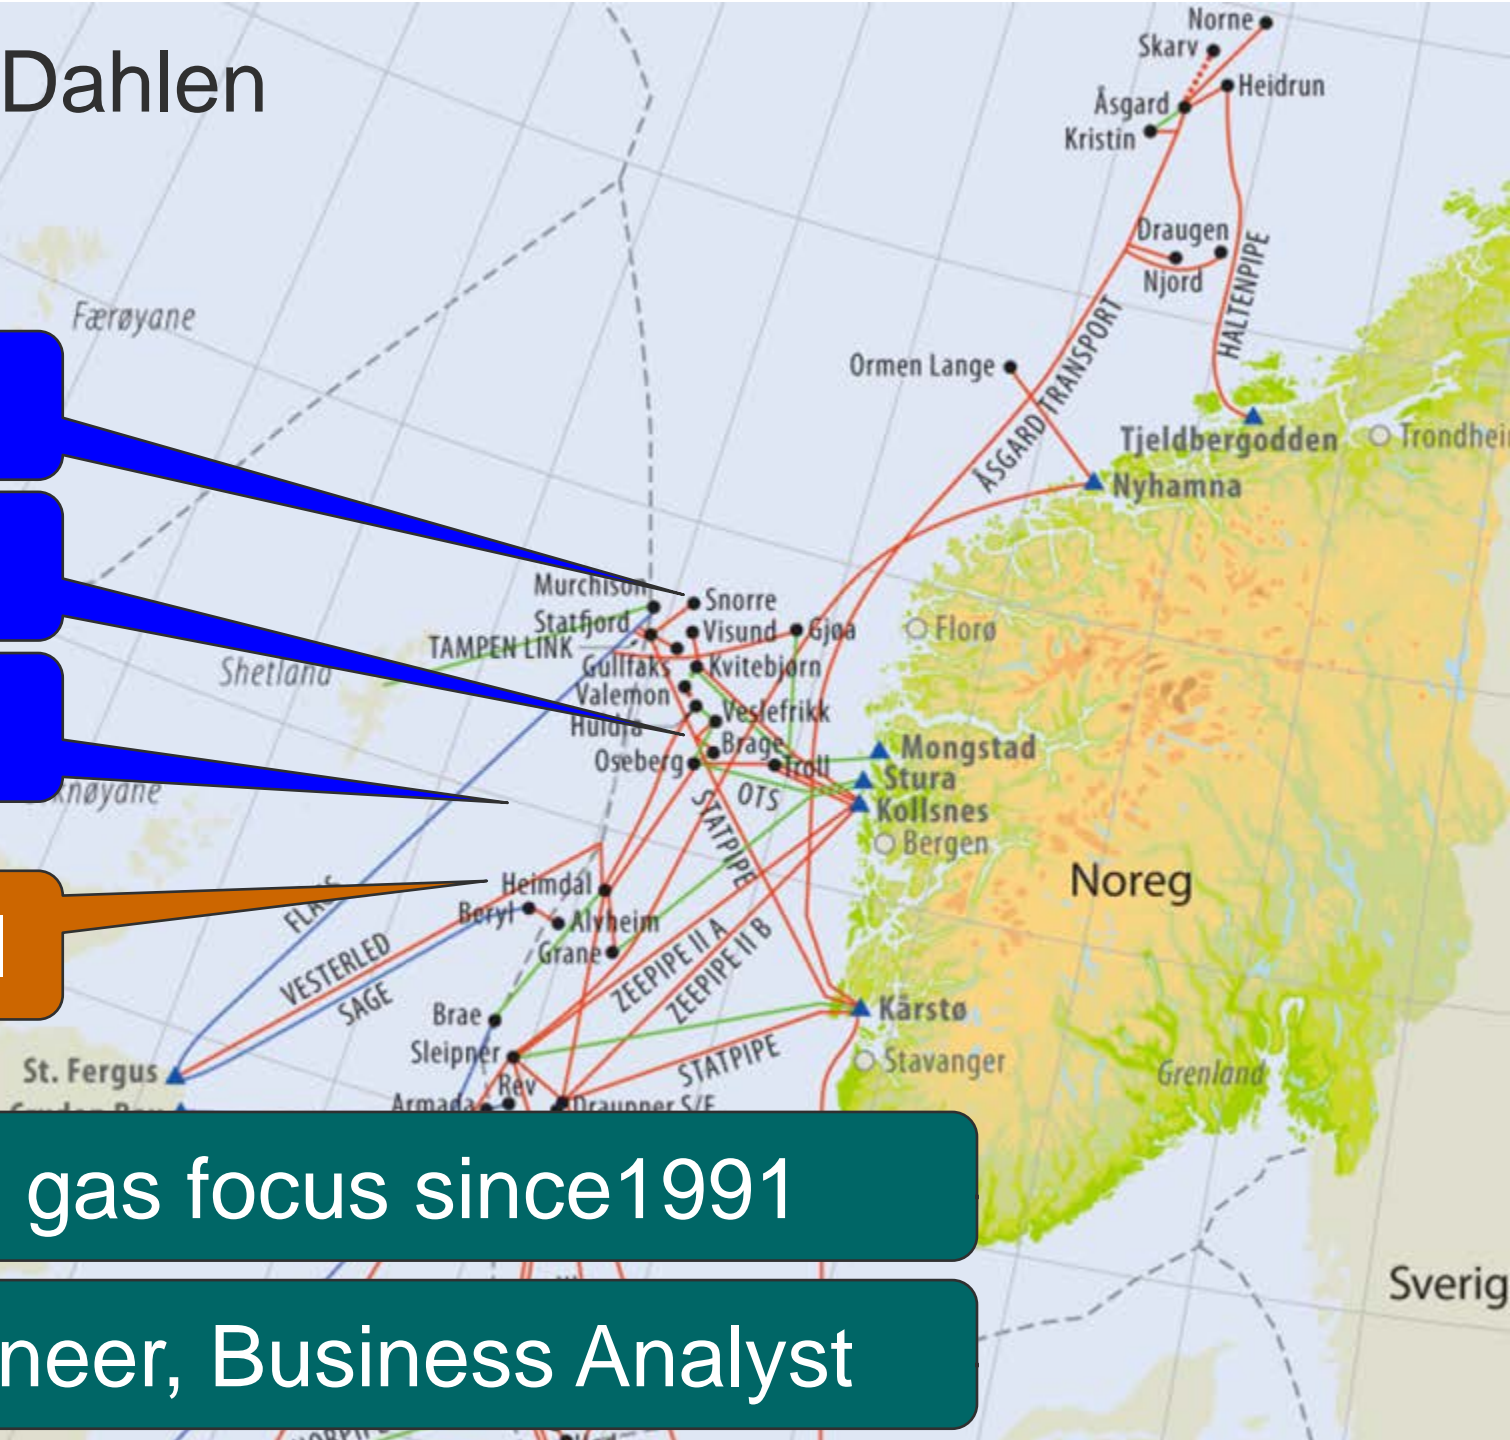 Dahlen
Norne
Skarv
Heidrun
Åsgard
Kristin
Draugen
Njord
HALTENPIPE
Færøyane
ÅSGARD TRANSPORT
Ormen Lange
Tjeldbergodden
Nyhamna
Murchison
Snorre
Statfjord
Visund
Gjøa
TAMPEN LINK
Gullfaks
Kvitebjørn
Florø
Shetland
Valemon
Veslefrikk
Huldra
Brage
Mongstad
Oseberg
Troll
Stura
OTS
Kollsnes
STATPIPE
Bergen
Heimdal
Noreg
FLAGS
Beryl
Alvheim
Grane
VESTERLED
ZEEPIPE II A
ZEEPIPE II B
SAGE
Brae
Kårstø
Sleipner
STATPIPE
Stavanger
St. Fergus
Rev
Grenland
Armada
Draupner S/E
gas focus since1991
Sverig
neer, Business Analyst